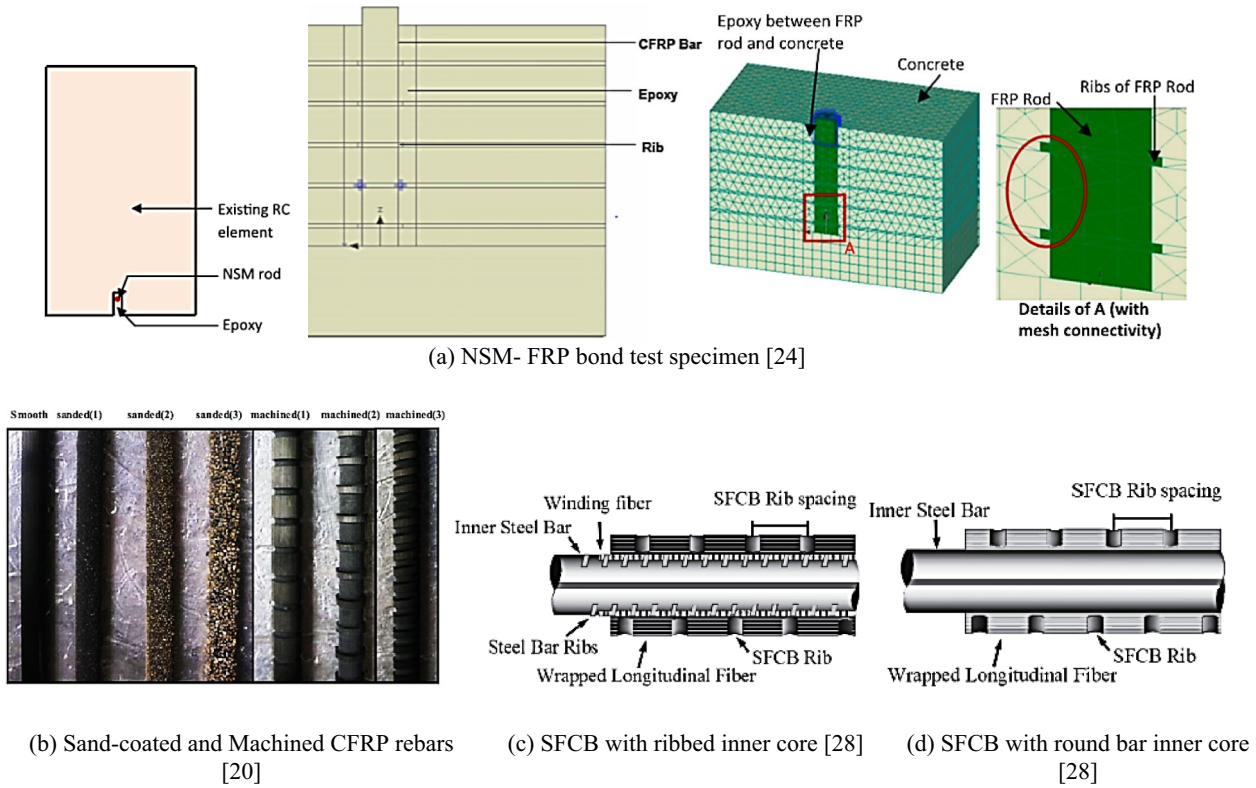 Existing RC
element
NSM rod
Epoxy
CFRP Bar
Epoxy
Rib
z
Epoxy between FRP
rod and concrete
Concrete
A
FRP Rod
Ribs of FRP Rod
Details of A (with
mesh connectivity)
(a) NSM- FRP bond test specimen [24]
Smooth sanded(1) sanded(2) sanded(3) machined(1) machined(2) machined(3)
(b) Sand-coated and Machined CFRP rebars
[20]
Winding fiber
Inner Steel Bar
SFCB Rib spacing
Steel Bar Ribs
SFCB Rib
Wrapped Longitudinal Fiber
(c) SFCB with ribbed inner core [28]
SFCB Rib spacing
Inner Steel Bar
SFCB Rib
Wrapped Longitudinal Fiber
(d) SFCB with round bar inner core
[28]